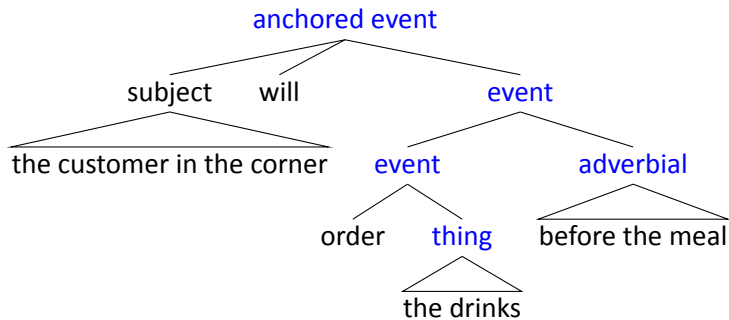 anchored event
subject will event
the customer in the corner event adverbial
order thing before the meal
the drinks